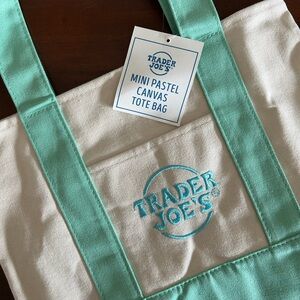 TRADER
JOE'S
MINI PASTEL
CANVAS
TOTE BAG
TRADER
JOE'S®